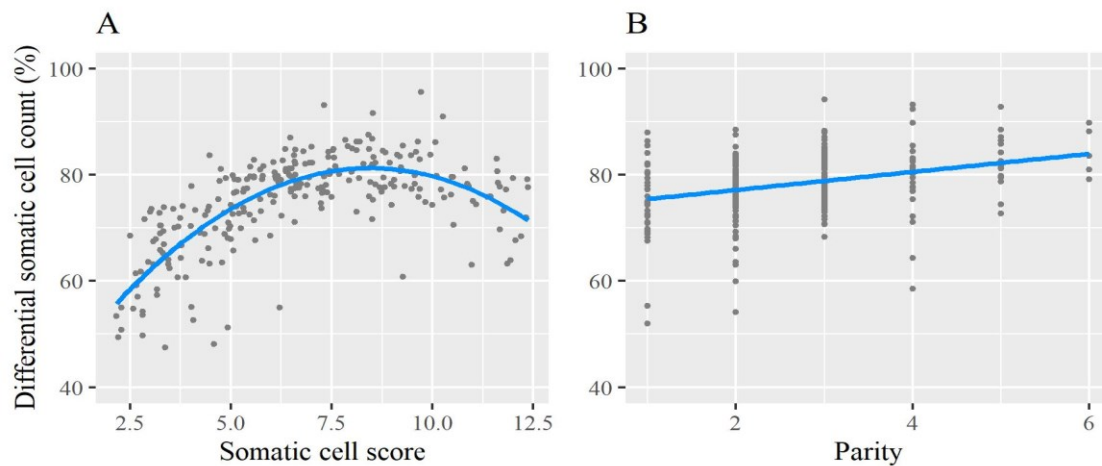 A
B
Differential somatic cell count (%)
100
80
60
40
2.5 5.0 7.5 10.0 12.5
Somatic cell score
100
80
60
40
2 4 6
Parity